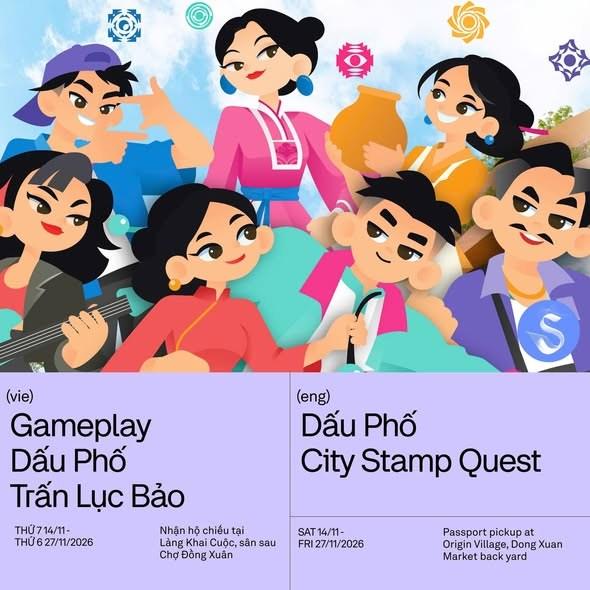 (vie)
Gameplay
Dấu Phố
Trấn Lục Bảo
THỨ 7 14/11 -
THỨ 6 27/11/2026
Nhận hộ chiếu tại
Làng Khai Cuộc, sân sau
Chợ Đồng Xuân
(eng)
Dấu Phố
City Stamp Quest
SAT 14/11 -
FRI 27/11/2026
Passport pickup at
Origin Village, Dong Xuan
Market back yard
S